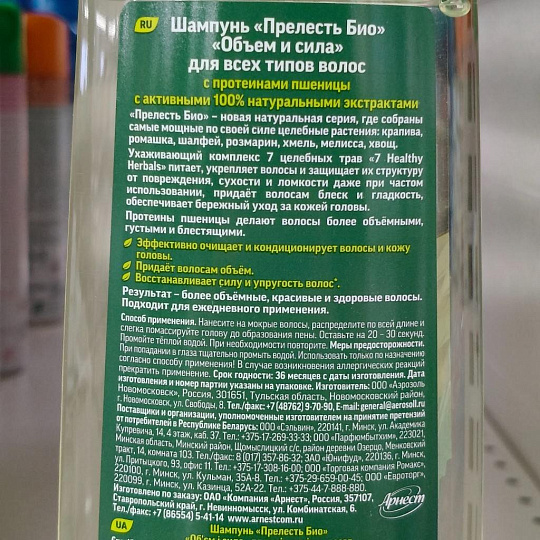 RU
Шампунь «Прелесть Био»
«Объем и сила»
для всех типов волос
с протеинами пшеницы
с активными 100% натуральными экстрактами
«Прелесть Био» – новая натуральная серия, где собраны
самые мощные по своей силе целебные растения: крапива,
ромашка, шалфей, розмарин, хмель, мелисса, хвощ.
Ухаживающий комплекс 7 целебных трав «7 Healthy
Herbals» питает, укрепляет волосы и защищает их структуру
от повреждения, сухости и ломкости даже при частом
использовании, придаёт волосам блеск и гладкость,
обеспечивает бережный уход за кожей головы.
Протеины пшеницы делают волосы более объёмными,
густыми и блестящими.
Эффективно очищает и кондиционирует волосы и кожу
головы.
Придаёт волосам объём.
Восстанавливает силу и упругость волос*.
Результат – более объёмные, красивые и здоровые волосы.
Подходит для ежедневного применения.
Способ применения. Нанесите на мокрые волосы, распределите по всей длине и
слегка помассируйте голову до образования пены. Оставьте на 20 – 30 секунд.
Промойте тёплой водой. При необходимости повторите. Меры предосторожности.
При попадании в глаза тщательно промыть водой. Использовать только по назначению
согласно способу применения! В случае возникновения аллергических реакций
прекратить применение. Срок годности: 36 месяцев с даты изготовления. Дата
изготовления и номер партии указаны на упаковке. Изготовитель: ООО «Аэрозоль
Новомосковск», Россия, 301651, Тульская область, Новомосковский район,
г. Новомосковск, ул. Свободы, 8. Тел./факс: +7 (48762) 9-70-90, E-mail: general@aerosoll.ru
Поставщики и организации, уполномоченные изготовителем на принятие претензий
от потребителей в Республике Беларусь: ООО «Сэльвин», 220141, г. Минск, ул. Академика
Купревича, 14, 4 этаж, каб. 37. Тел.: +375-17-269-33-33; ООО «Парфюмбытхим», 223021,
Минская область, Минский район, Щомыслицкий с/с, район деревни Озерцо, Менковский
тракт, 14, комната 103. Тел./факс: 8 (017) 357-86-32; ЗАО «Юнифуд», 220136, г. Минск,
ул. Притыцкого, 93, офис 11. Тел.: +375-17-308-16-00; ООО «Торговая компания Ромакс»,
220100, г. Минск, ул. Кульман, 35А-8. Тел.: +375-29-659-00-45; ООО «Евроторг»,
220099, г. Минск, ул. Казинца, 52А-22. Тел.: +375-44-7-888-880.
Изготовлено по заказу: ОАО «Компания «Арнест», Россия, 357107,
Ставропольский край, г. Невинномысск, ул. Комбинатская, 6.
Тел./факс: +7 (86554) 5-41-14 www.arnestcom.ru
Арнест
UA
Шампунь «Прелесть Био»